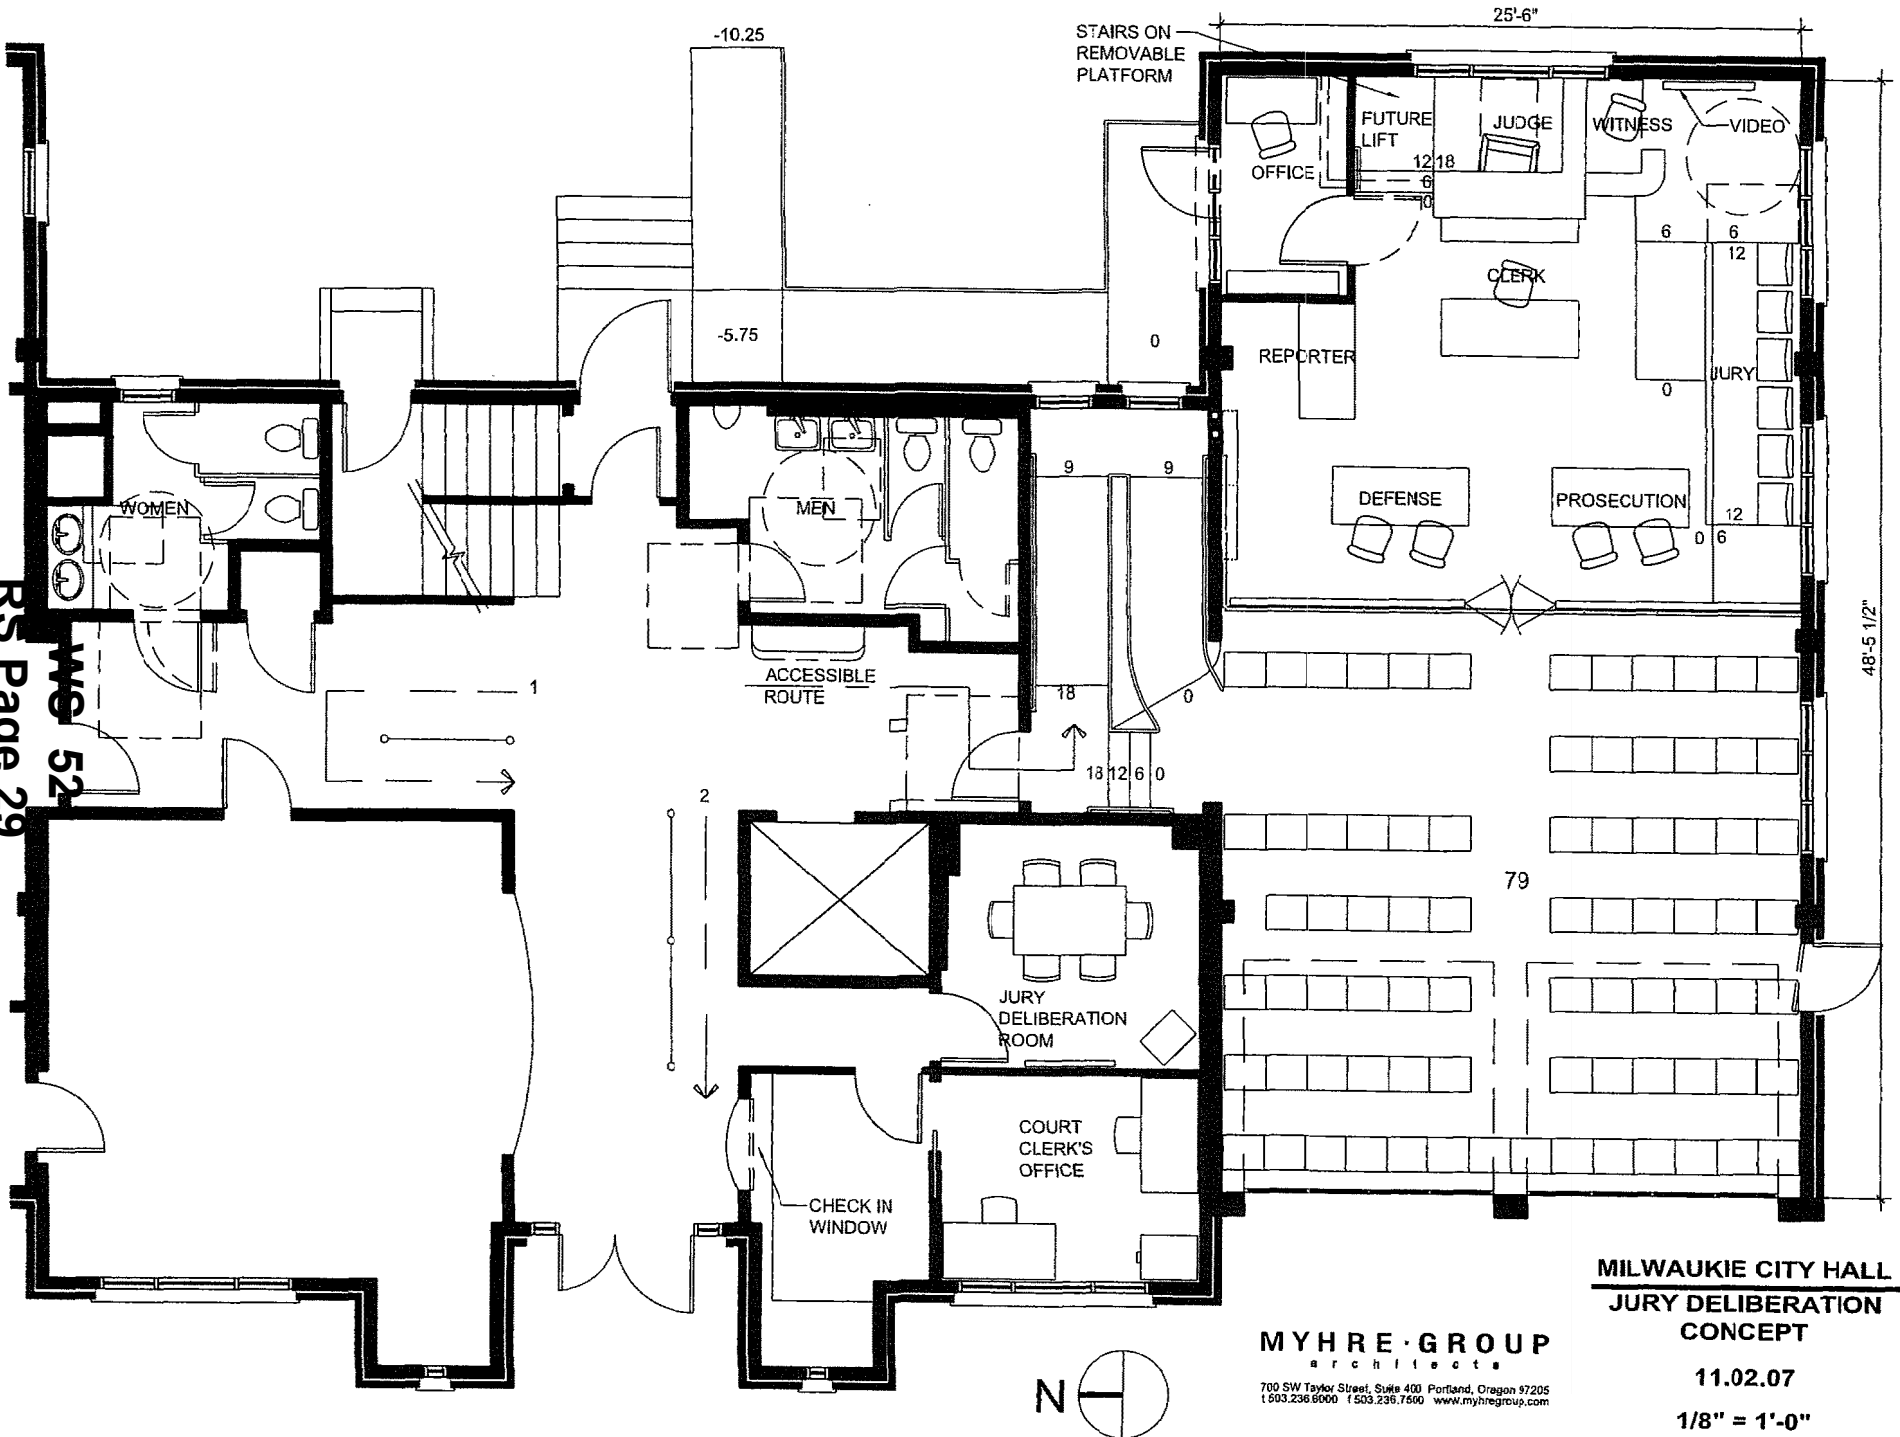 25'-6"
-10.25
STAIRS ON
REMOVABLE
PLATFORM
FUTURE
LIFT
JUDGE
WITNESS
VIDEO
OFFICE
12 18
6
0
6
6
12
CLERK
-5.75
0
REPORTER
0
JURY
9
9
DEFENSE
PROSECUTION
12
0 6
WOMEN
MEN
48'-5 1/2"
ACCESSIBLE
ROUTE
1
18
0
18 12 6 0
2
WS 52
RS Page 29
79
JURY
DELIBERATION
ROOM
COURT
CLERK'S
OFFICE
CHECK IN
WINDOW
N
MYHRE·GROUP
architects
700 SW Taylor Street, Suite 400 Portland, Oregon 97205
t 503.236.6000 f 503.236.7500 www.myhregroup.com
MILWAUKIE CITY HALL
JURY DELIBERATION
CONCEPT
11.02.07
1/8" = 1'-0"